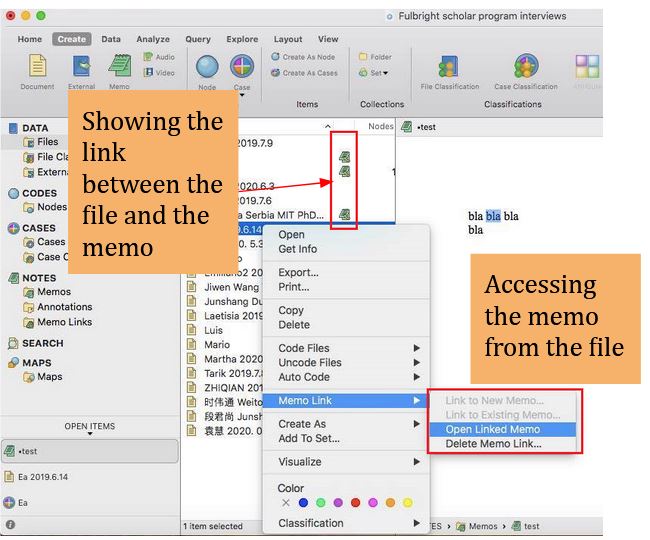 Fulbright scholar program interviews
Home Create Data Analyze Query Explore Layout View
Audio
Video
Create As Node
Create As Cases
Folder
Set
Document External Memo Node Case File Classification Case Classification
Items Collections Classifications
Showing the
link
between the
file and the
memo
DATA
Files
File Cla
Extern
CODES
Nodes
CASES
Cases
Case C
NOTES
Memos
Annotations
Memo Links
SEARCH
MAPS
Maps
OPEN ITEMS
•test
Ea 2019.6.14
Ea
Nodes
2019.7.9
1
2020.6.3
2019.7.6
a Serbia MIT PhD...
9.6.14
0. 5.3
o
Emiliano2 20
Jiwen Wang
Junshang Du
Laetisia 2019
Luis
Mario
Martha 2020
Tarik 2019.7.8
ZHIQIAN 201
时伟通 Weito
段君尚 Junsh
袁慧 2020. 0
1 item selected
Open
Get Info
Export...
Print...
Copy
Delete
Code Files
Uncode Files
Auto Code
Memo Link
Create As
Add To Set...
Visualize
Color
Classification
Link to New Memo...
Link to Existing Memo...
Open Linked Memo
Delete Memo Link...
•test
bla bla bla
bla
Accessing
the memo
from the file
ES > Memos > test